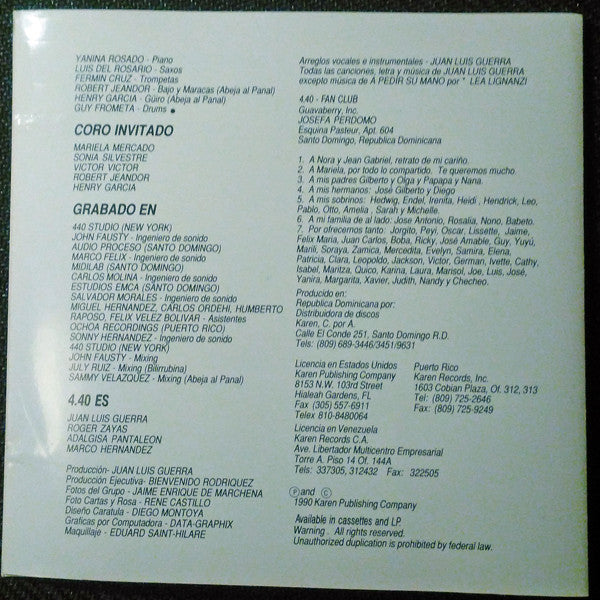 YANINA ROSADO - Piano
LUIS DEL ROSARIO - Saxos
FERMIN CRUZ - Trompetas
ROBERT JEANDOR - Bajo y Maracas (Abeja al Panal)
HENRY GARCIA - Güiro (Abeja al Panal)
GUY FROMETA - Drums
CORO INVITADO
MARIELA MERCADO
SONIA SILVESTRE
VICTOR VICTOR
ROBERT JEANDOR
HENRY GARCIA
GRABADO EN
440 STUDIO (NEW YORK)
JOHN FAUSTY - Ingeniero de sonido
AUDIO PROCESO (SANTO DOMINGO)
MARCO FELIX - Ingeniero de sonido
MIDILAB (SANTO DOMINGO)
CARLOS MOLINA - Ingeniero de sonido
ESTUDIOS EMCA (SANTO DOMINGO)
SALVADOR MORALES - Ingeniero de sonido
MIGUEL HERNANDEZ, CARLOS ORDEHI, HUMBERTO
RAPOSO, FELIX VELEZ BOLIVAR - Asistentes
OCHOA RECORDINGS (PUERTO RICO)
SONNY HERNANDEZ - Ingeniero de sonido
440 STUDIO (NEW YORK)
JOHN FAUSTY - Mixing
JULY RUIZ - Mixing (Bilirrubina)
SAMMY VELAZQUEZ - Mixing (Abeja al Panal)
4.40 ES
JUAN LUIS GUERRA
ROGER ZAYAS
ADALGISA PANTALEON
MARCO HERNANDEZ
Producción- JUAN LUIS GUERRA
Producción Ejecutiva- BIENVENIDO RODRIQUEZ
Fotos del Grupo - JAIME ENRIQUE DE MARCHENA
Foto Cartas y Rosa - RENE CASTILLO
Diseño Caratula - DIEGO MONTOYA
Graficas por Computadora - DATA-GRAPHIX
Maquillaje - EDUARD SAINT-HILARE
Arreglos vocales e instrumentales - JUAN LUIS GUERRA
Todas las canciones, letra y música de JUAN LUIS GUERRA
excepto música de A PEDIR SU MANO por " LEA LIGNANZI
4.40 - FAN CLUB
Guavaberry, Inc.
JOSEFA PERDOMO
Esquina Pasteur, Apt. 604
Santo Domingo, Republica Dominicana
1. A Nora y Jean Gabriel, retrato de mi cariño.
2. A Mariela, por todo lo compartido. Te queremos mucho.
3. A mis padres Gilberto y Olga y Papapa y Nana.
4. A mis hermanos: José Gilberto y Diego
5. A mis sobrinos: Hedwig, Endel, Irenita, Heidi , Hendrick, Leo,
Pablo, Otto, Amelia , Sarah y Michelle.
6. A mi familia de al lado: Jose Antonio, Rosalia, Nono, Babeto.
7. Por ofrecernos tanto: Jorgito, Peyi, Oscar, Lissette, Jaime,
Felix Maria, Juan Carlos, Boba, Ricky, José Amable, Guy, Yuyú,
Marili, Soraya, Zamica, Mercedita, Evelyn, Samira, Elena,
Patricia, Clara, Leopoldo, Jackson, Victor, German, Ivette, Cathy,
Isabel, Maritza, Quico, Karina, Laura, Marisol, Joe, Luis, José,
Yanira, Margarita, Xavier, Judith, Nandy y Checheo.
Producido en:
Republica Dominicana por:
Distribuidora de discos
Karen, C. por A.
Calle El Conde 251, Santo Domingo R.D.
Tels: (809) 689-3446/3451/9631
Licencia en Estados Unidos
Karen Publishing Company
8153 N.W. 103rd Street
Hialeah Gardens, FL
Fax (305) 557-6911
Telex 810-8480064
Puerto Rico
Karen Records, Inc.
1603 Cobian Plaza, Of. 312, 313
Tel: (809) 725-2646
Fax: (809) 725-9249
Licencia en Venezuela
Karen Records C.A.
Ave. Libertador Multicentro Empresarial
Torre A. Piso 14 Of. 144A
Tels: 337305, 312432 Fax: 322505
Ⓟ and ©
1990 Karen Publishing Company
Available in cassettes and LP
Warning . All rights reserved.
Unauthorized duplication is prohibited by federal law.